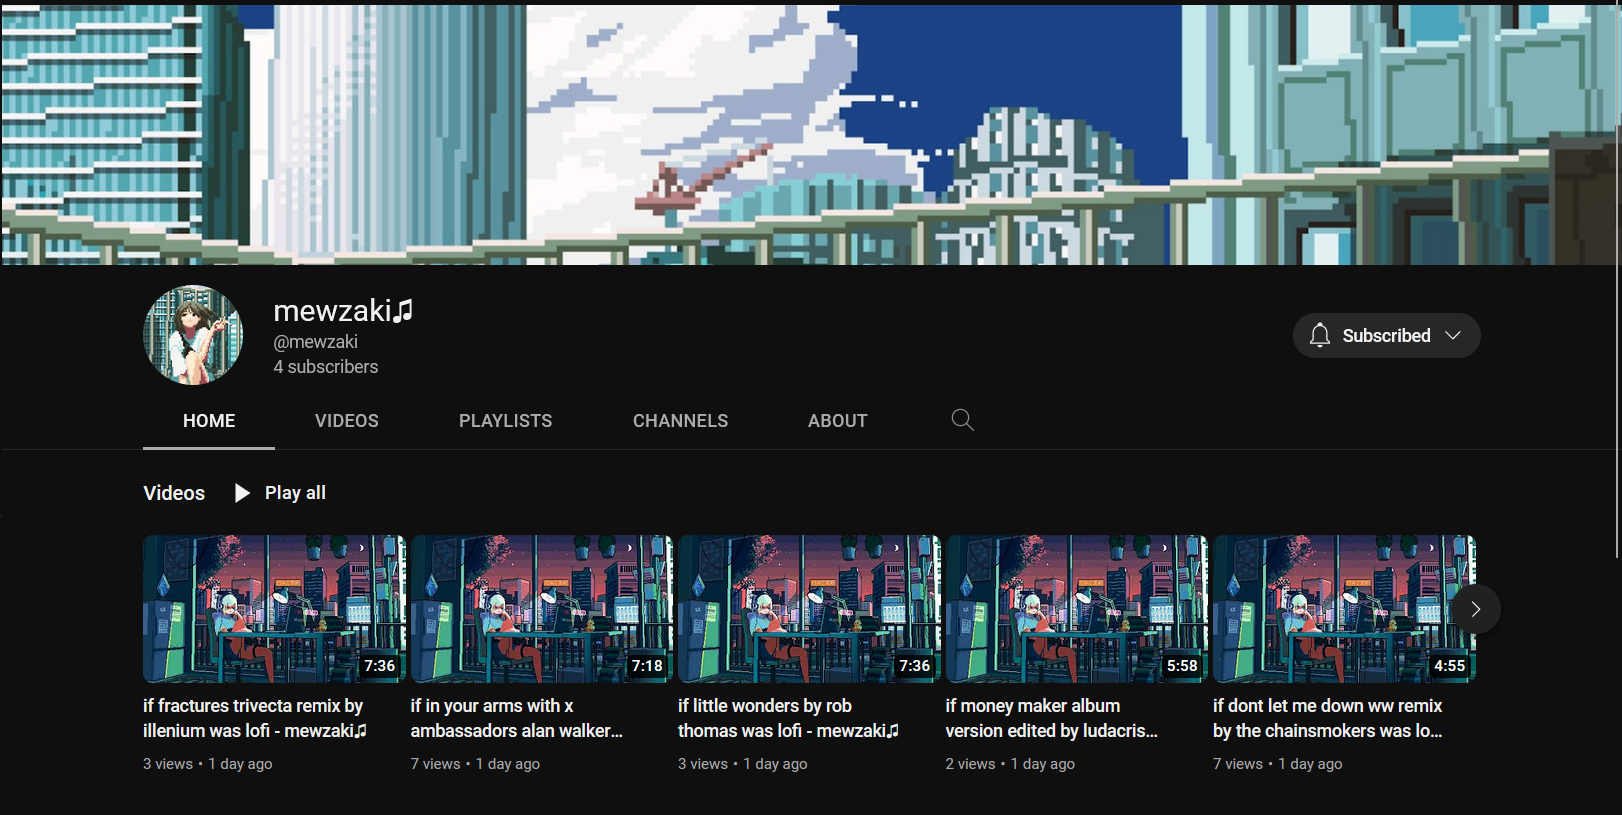 mewzaki♫
@mewzaki
4 subscribers
Subscribed
HOME VIDEOS PLAYLISTS CHANNELS ABOUT
Videos Play all
7:36
7:18
7:36
5:58
4:55
if fractures trivecta remix by
illenium was lofi - mewzaki♫
3 views • 1 day ago
if in your arms with x
ambassadors alan walker...
7 views • 1 day ago
if little wonders by rob
thomas was lofi - mewzaki♫
3 views • 1 day ago
if money maker album
version edited by ludacris...
2 views • 1 day ago
if dont let me down ww remix
by the chainsmokers was lo...
7 views • 1 day ago